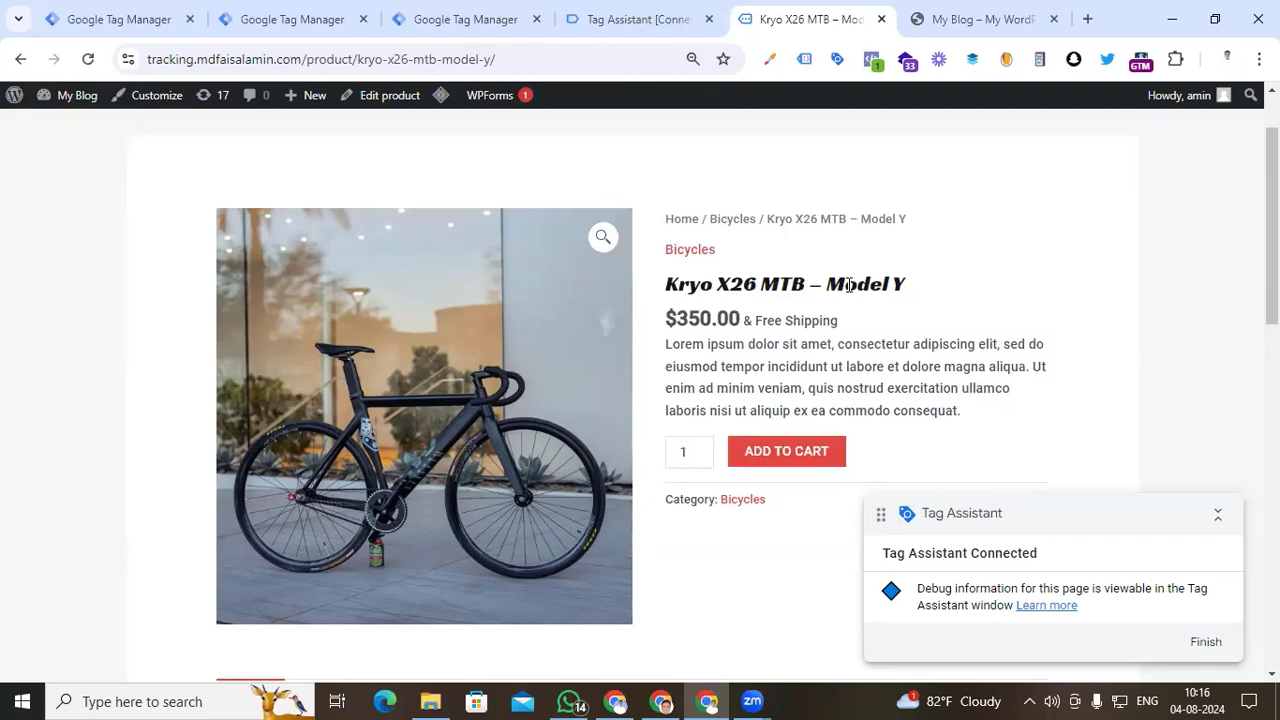 Google Tag Manager
Google Tag Manager
Google Tag Manager
Tag Assistant [Conne
Kryo X26 MTB – Mod
My Blog – My WordP
tracking.mdfaisalamin.com/product/kryo-x26-mtb-model-y/
1
33
GTM
My Blog
Customize
17
0
New
Edit product
WPForms 1
Howdy, amin
Home / Bicycles / Kryo X26 MTB – Model Y
Bicycles
Kryo X26 MTB – Model Y
$350.00 & Free Shipping
Lorem ipsum dolor sit amet, consectetur adipiscing elit, sed do
eiusmod tempor incididunt ut labore et dolore magna aliqua. Ut
enim ad minim veniam, quis nostrud exercitation ullamco
laboris nisi ut aliquip ex ea commodo consequat.
1
ADD TO CART
Category: Bicycles
Tag Assistant
Tag Assistant Connected
Debug information for this page is viewable in the Tag
Assistant window Learn more
Finish
Type here to search
14
1
82°F Cloudy
ENG
10:16
04-08-2024